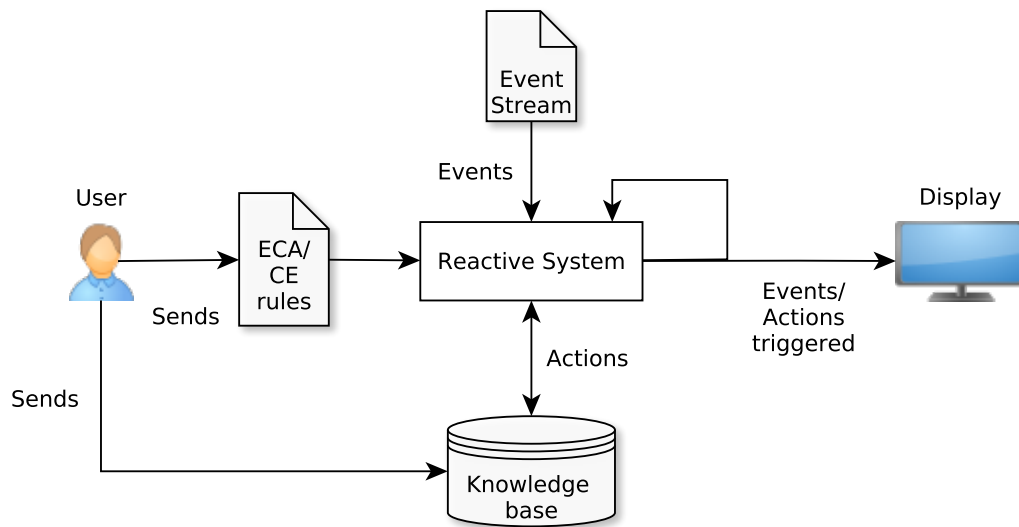 Event
Stream
Events
User
Display
ECA/
CE
rules
Reactive System
Sends
Events/
Actions
triggered
Actions
Sends
Knowledge
base